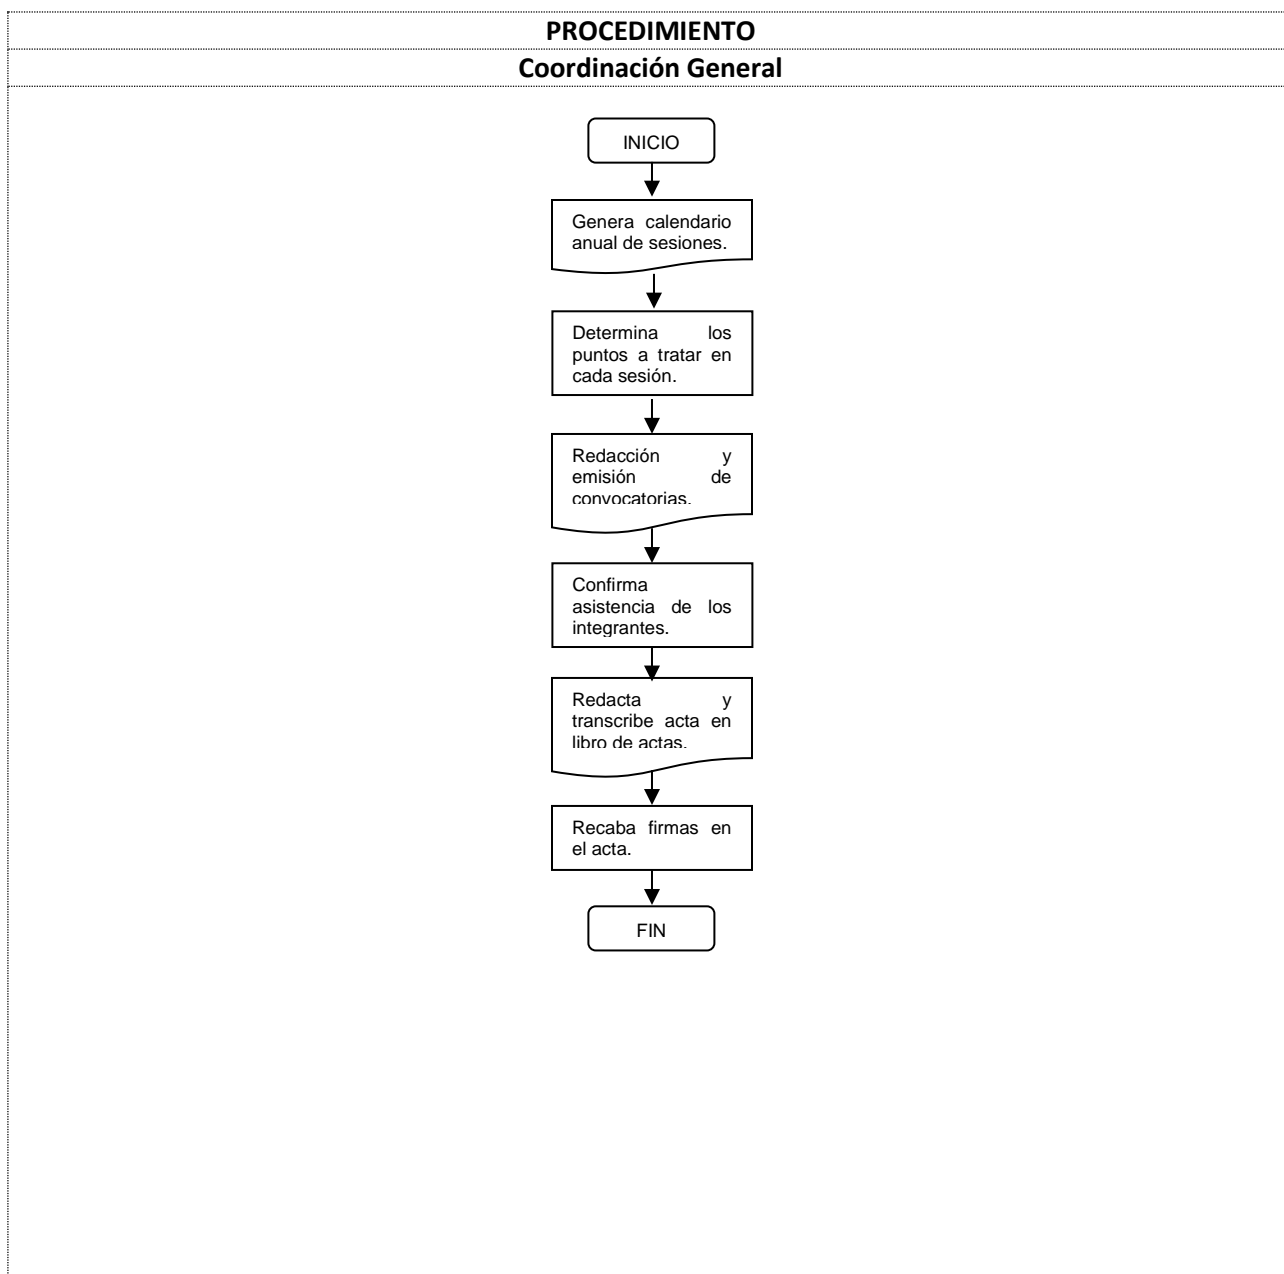 PROCEDIMIENTO
Coordinación General
INICIO
Genera calendario
anual de sesiones.
Determina los
puntos a tratar en
cada sesión.
Redacción y
emisión de
convocatorias.
Confirma
asistencia de los
integrantes.
Redacta y
transcribe acta en
libro de actas.
Recaba firmas en
el acta.
FIN